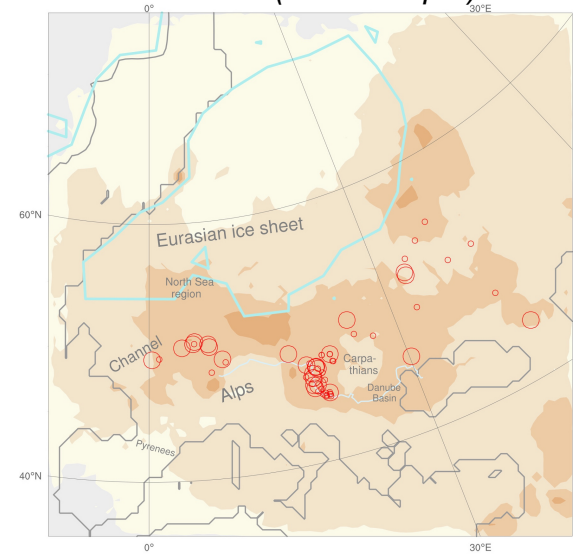 0°
30°E
60°N
Eurasian ice sheet
North Sea
region
Channel
Carpa-
thians
Alps
Danube
Basin
Pyrenees
40°N
0°
30°E